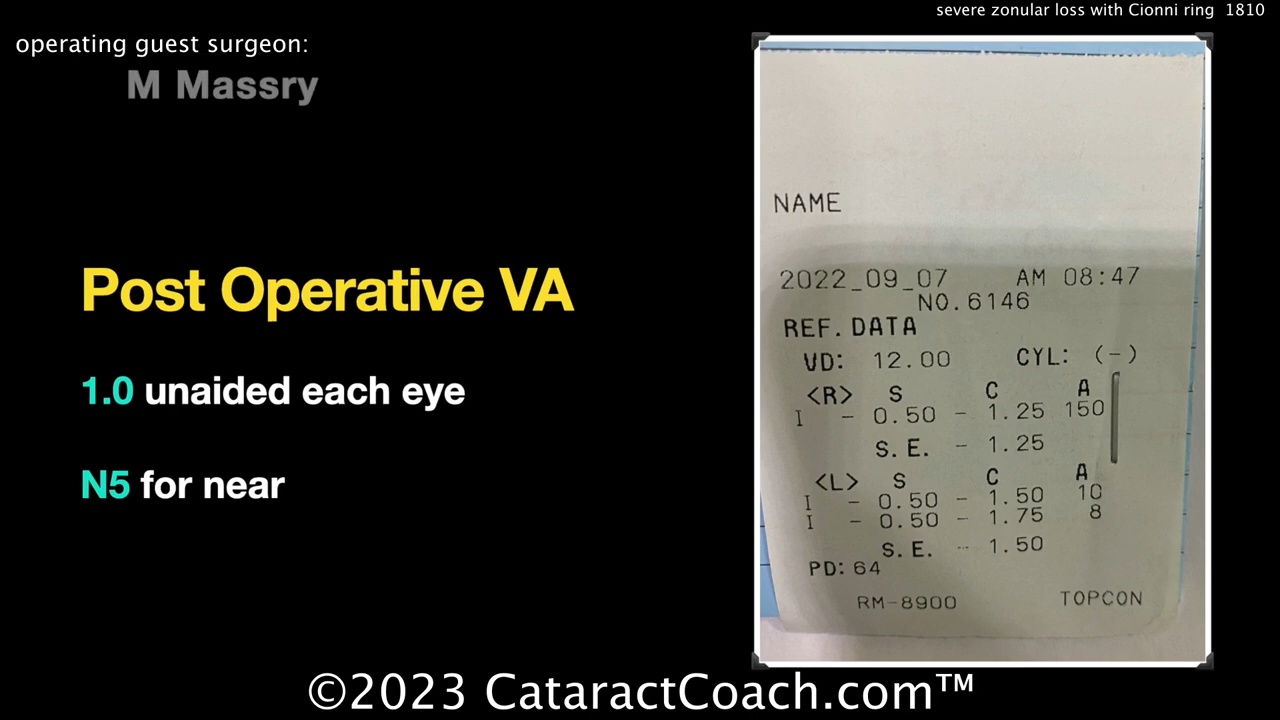 severe zonular loss with Cionni ring 1810
operating guest surgeon:
M Massry
Post Operative VA
1.0 unaided each eye
N5 for near
NAME
2022_09_07 AM 08:47
NO.6146
REF. DATA
VD: 12.00 CYL: (-)
<R> S C A
I - 0.50 - 1.25 150
S.E. - 1.25
<L> S C A
I - 0.50 - 1.50 10
I - 0.50 - 1.75 8
S.E. - 1.50
PD: 64
RM-8900 TOPCON
©2023 CataractCoach.com™